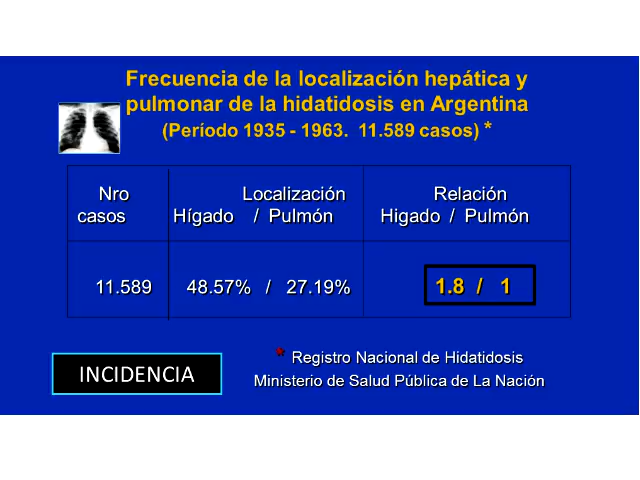 Frecuencia de la localización hepática y
pulmonar de la hidatidosis en Argentina
(Período 1935 - 1963. 11.589 casos) *
Nro casos
Localización Hígado / Pulmón
Relación Higado / Pulmón
11.589 48.57% / 27.19% 1.8 / 1
* Registro Nacional de Hidatidosis
Ministerio de Salud Pública de La Nación
INCIDENCIA